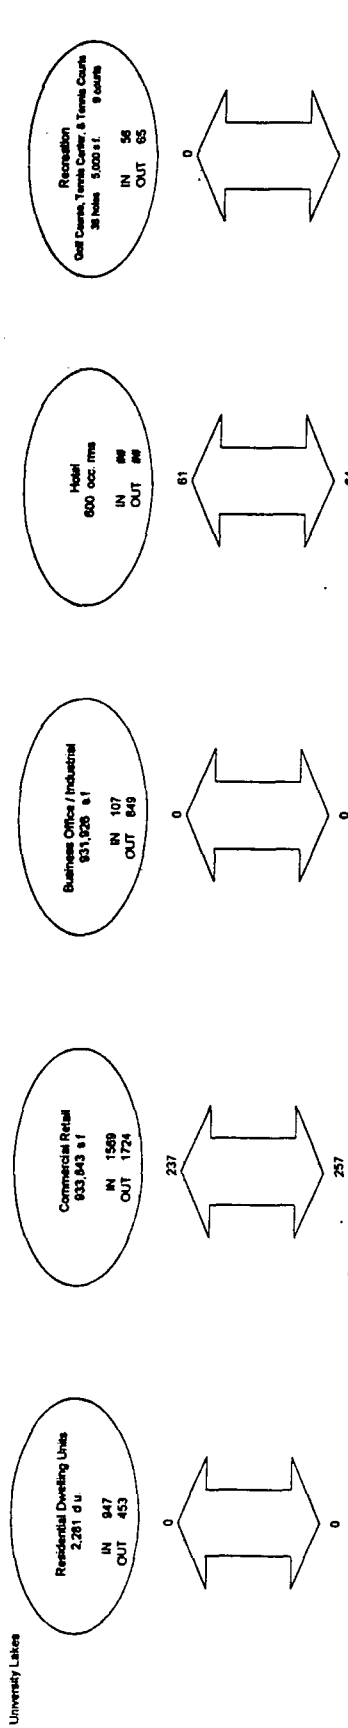 University Lakes
Residential Dwelling Units
2,281 d u.
IN 947
OUT 453
0
0
Commercial Retail
933,843 s f
IN 1569
OUT 1724
237
257
Business Office / Industrial
931,926 s.f
IN 107
OUT 649
0
0
Hotel
600 occ. rms
IN ##
OUT ##
61
Recreation
Golf Course, Tennis Center, & Tennis Courts
36 holes 5,000 s f. 9 courts
IN 56
OUT 65
0